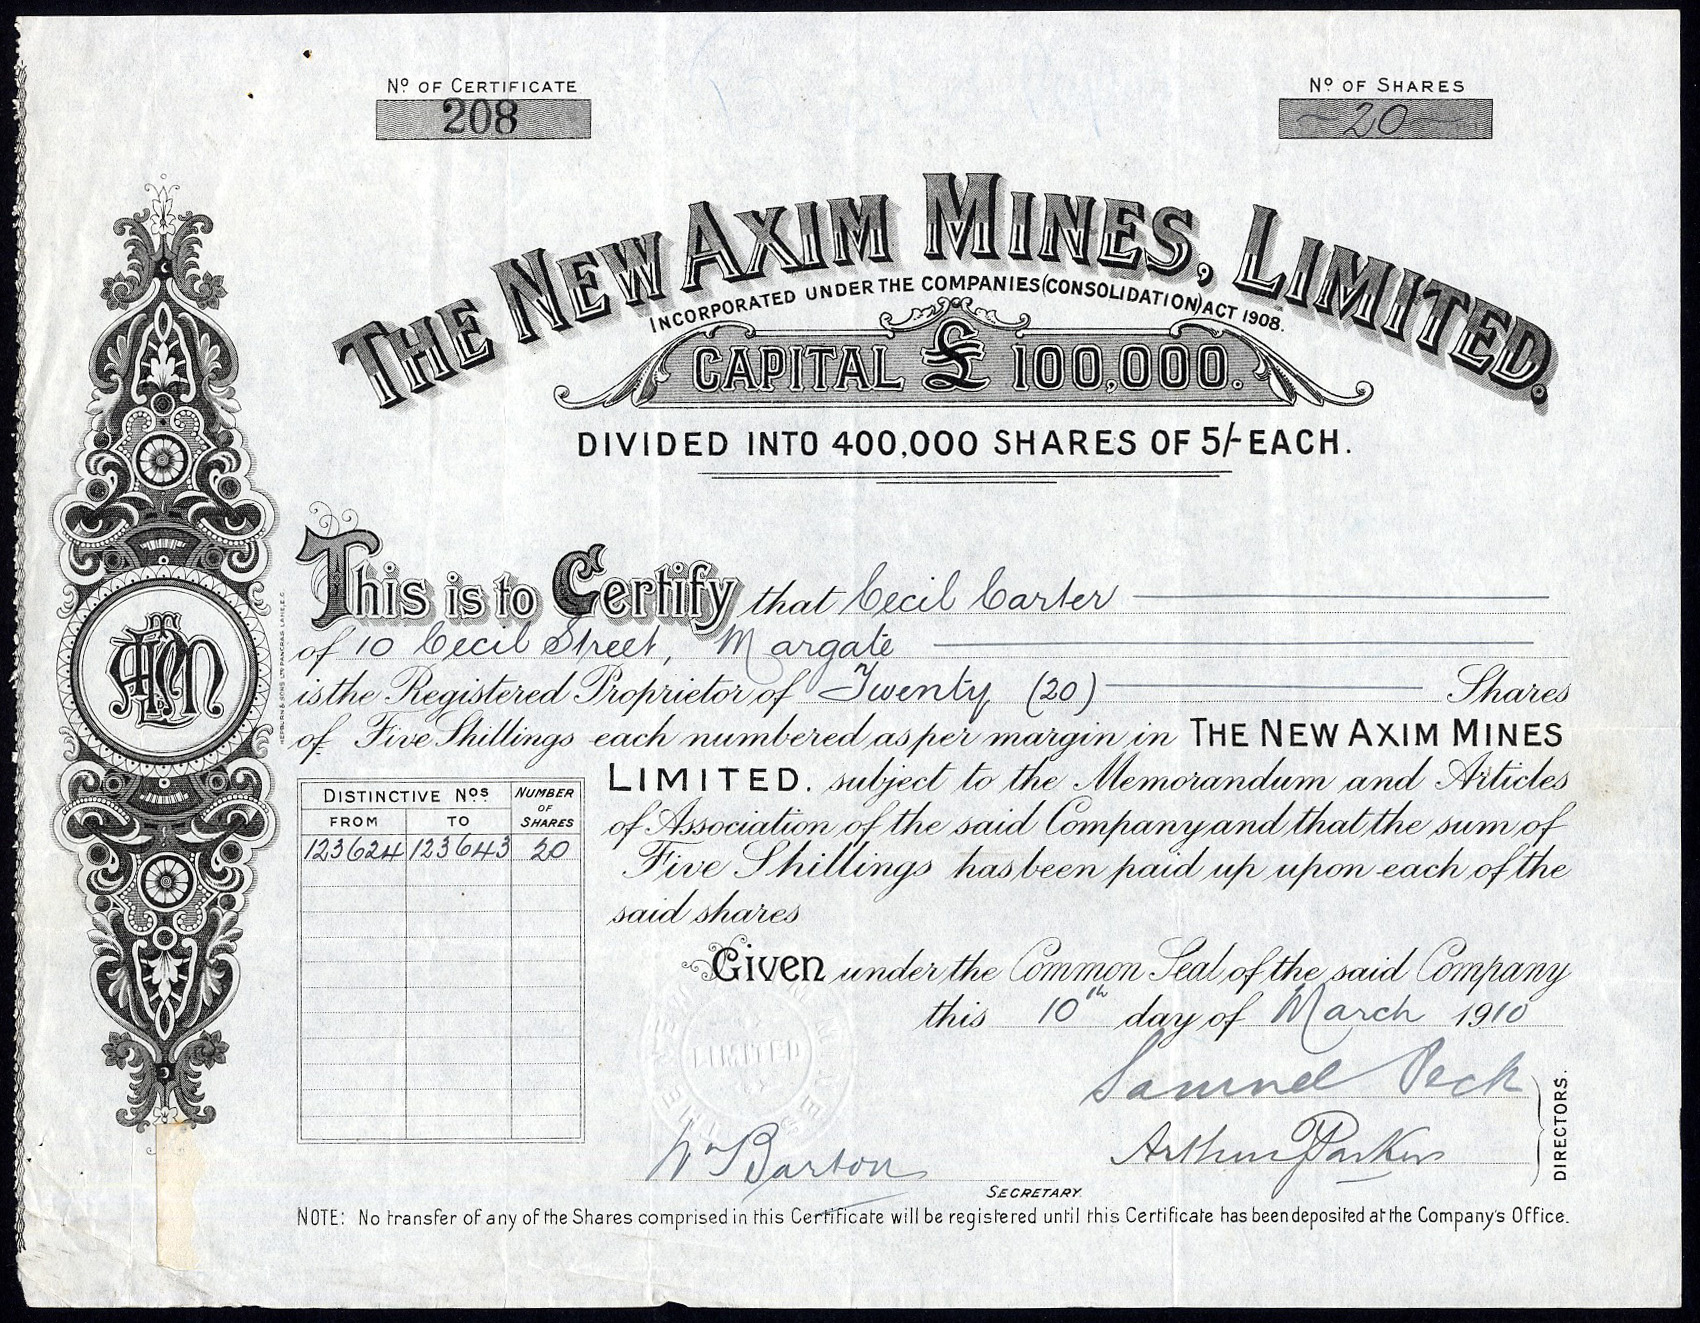 Nº OF CERTIFICATE
208
Nº OF SHARES
20
THE NEW AXIM MINES, LIMITED.
INCORPORATED UNDER THE COMPANIES (CONSOLIDATION) ACT 1908.
CAPITAL £ 100,000.
DIVIDED INTO 400,000 SHARES OF 5/- EACH.
This is to Certify that Cecil Carter
of 10 Cecil Street, Margate
is the Registered Proprietor of Twenty (20) Shares
of Five Shillings each numbered as per margin in THE NEW AXIM MINES
LIMITED. subject to the Memorandum and Articles
of Association of the said Company and that the sum of
Five Shillings has been paid up upon each of the
said shares
DISTINCTIVE Nos NUMBER OF SHARES
FROM TO
123624 123643 20
Given under the Common Seal of the said Company
this 10th day of March 1910
LIMITED
Samuel Peck
Arthur Parker
DIRECTORS.
Wm Barton
SECRETARY.
NOTE: No transfer of any of the Shares comprised in this Certificate will be registered until this Certificate has been deposited at the Company's Office.